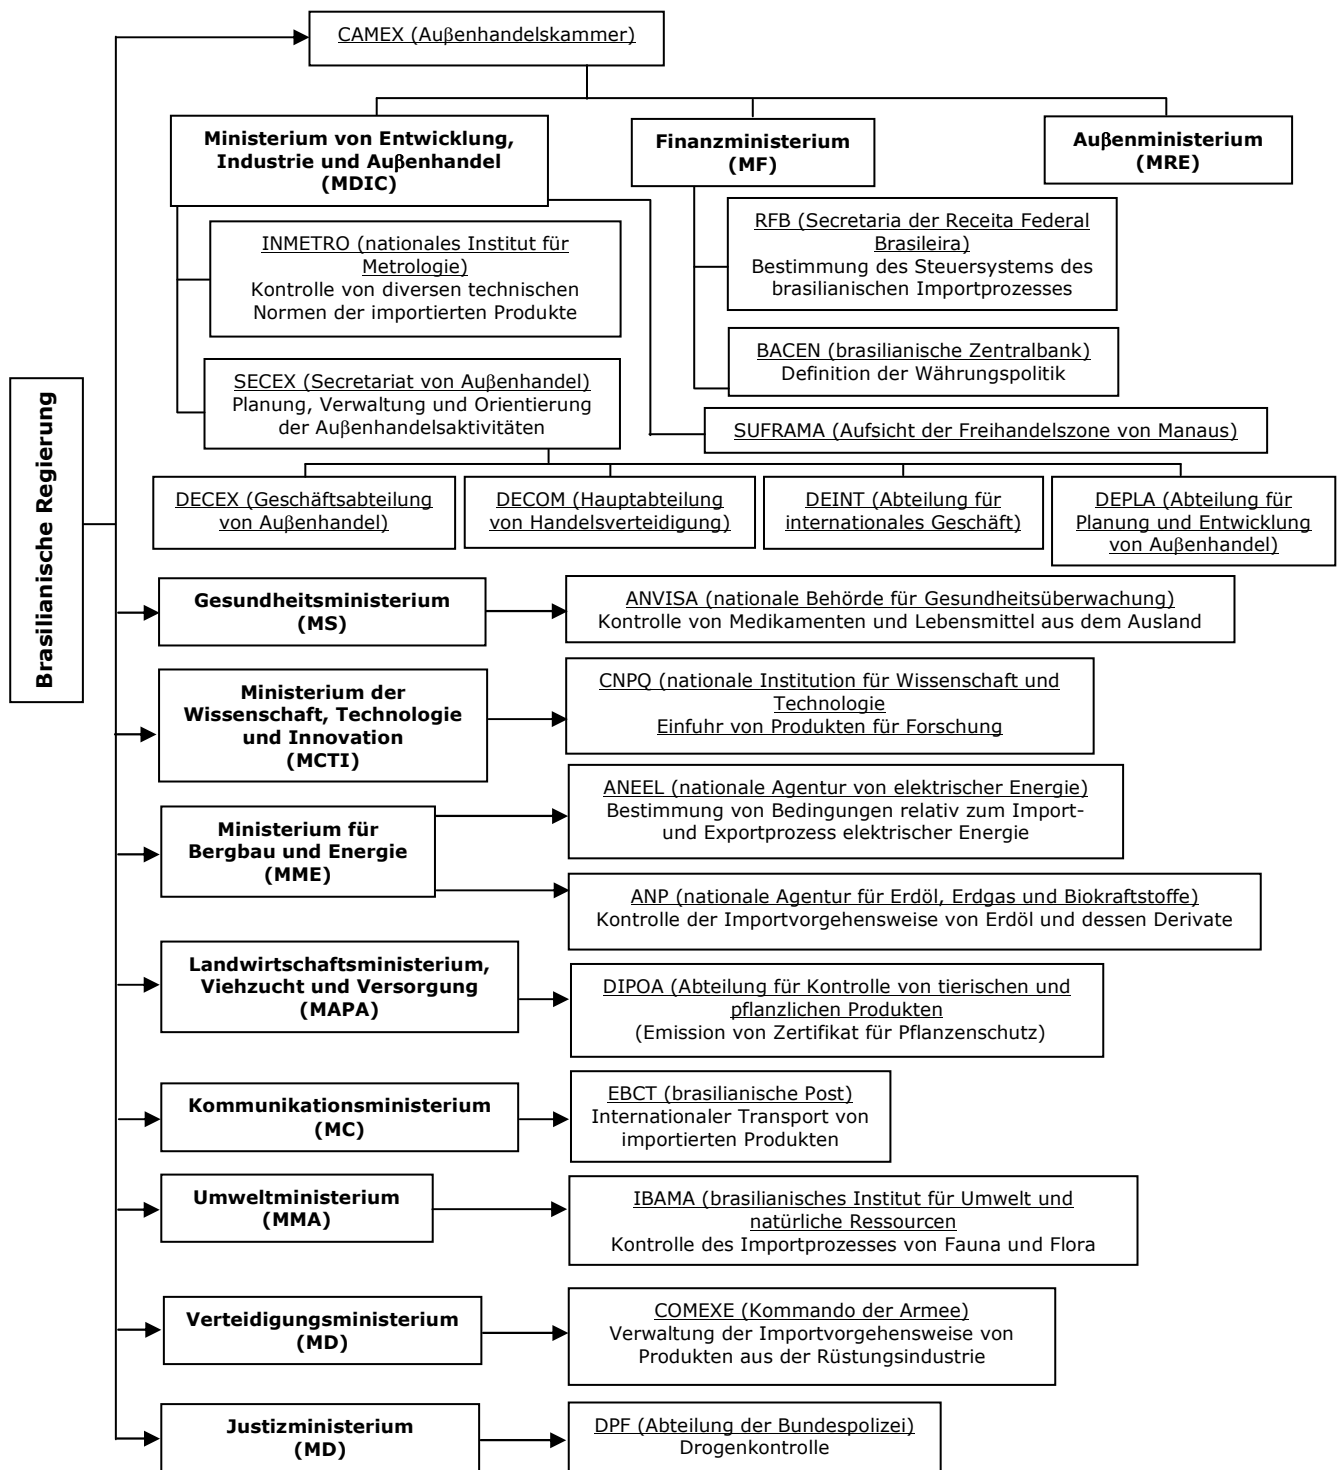 CAMEX (Außenhandelskammer)
Ministerium von Entwicklung,
Industrie und Außenhandel
(MDIC)
Finanzministerium
(MF)
Außenministerium
(MRE)
INMETRO (nationales Institut für
Metrologie)
Kontrolle von diversen technischen
Normen der importierten Produkte
RFB (Secretaria der Receita Federal
Brasileira)
Bestimmung des Steuersystems des
brasilianischen Importprozesses
BACEN (brasilianische Zentralbank)
Definition der Währungspolitik
SECEX (Secretariat von Außenhandel)
Planung, Verwaltung und Orientierung
der Außenhandelsaktivitäten
SUFRAMA (Aufsicht der Freihandelszone von Manaus)
DECEX (Geschäftsabteilung
von Außenhandel)
DECOM (Hauptabteilung
von Handelsverteidigung)
DEINT (Abteilung für
internationales Geschäft)
DEPLA (Abteilung für
Planung und Entwicklung
von Außenhandel)
Brasilianische Regierung
Gesundheitsministerium
(MS)
ANVISA (nationale Behörde für Gesundheitsüberwachung)
Kontrolle von Medikamenten und Lebensmittel aus dem Ausland
Ministerium der
Wissenschaft, Technologie
und Innovation
(MCTI)
CNPQ (nationale Institution für Wissenschaft und
Technologie
Einfuhr von Produkten für Forschung
Ministerium für
Bergbau und Energie
(MME)
ANEEL (nationale Agentur von elektrischer Energie)
Bestimmung von Bedingungen relativ zum Import-
und Exportprozess elektrischer Energie
ANP (nationale Agentur für Erdöl, Erdgas und Biokraftstoffe)
Kontrolle der Importvorgehensweise von Erdöl und dessen Derivate
Landwirtschaftsministerium,
Viehzucht und Versorgung
(MAPA)
DIPOA (Abteilung für Kontrolle von tierischen und
pflanzlichen Produkten
(Emission von Zertifikat für Pflanzenschutz)
Kommunikationsministerium
(MC)
EBCT (brasilianische Post)
Internationaler Transport von
importierten Produkten
Umweltministerium
(MMA)
IBAMA (brasilianisches Institut für Umwelt und
natürliche Ressourcen
Kontrolle des Importprozesses von Fauna und Flora
Verteidigungsministerium
(MD)
COMEXE (Kommando der Armee)
Verwaltung der Importvorgehensweise von
Produkten aus der Rüstungsindustrie
Justizministerium
(MD)
DPF (Abteilung der Bundespolizei)
Drogenkontrolle